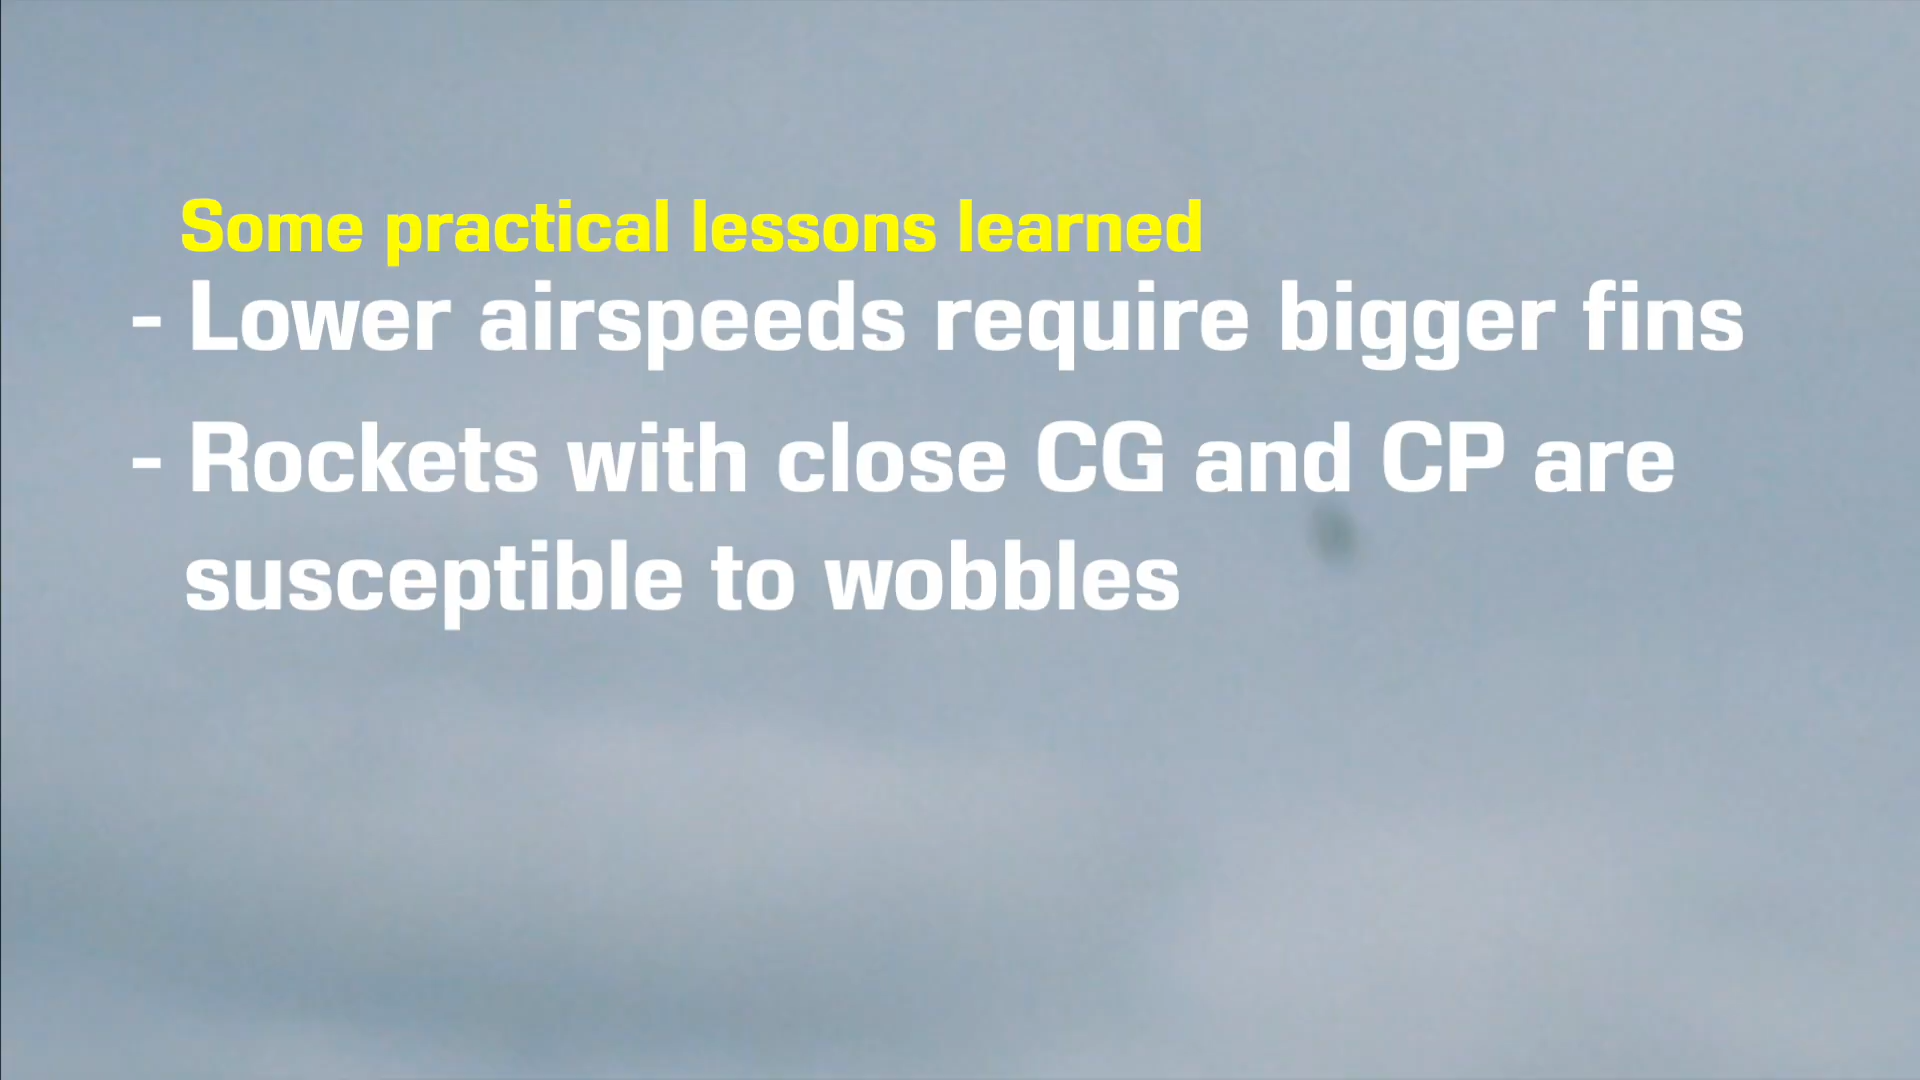 Some practical lessons learned
- Lower airspeeds require bigger fins
- Rockets with close CG and CP are
susceptible to wobbles